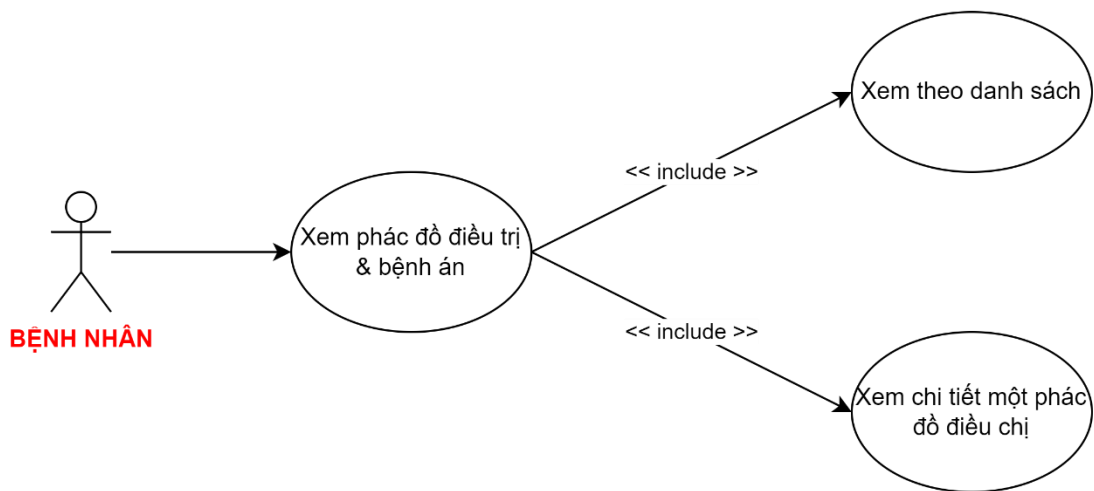 Xem theo danh sách
<< include >>
Xem phác đồ điều trị
& bệnh án
BỆNH NHÂN
<< include >>
Xem chi tiết một phác
đồ điều chị